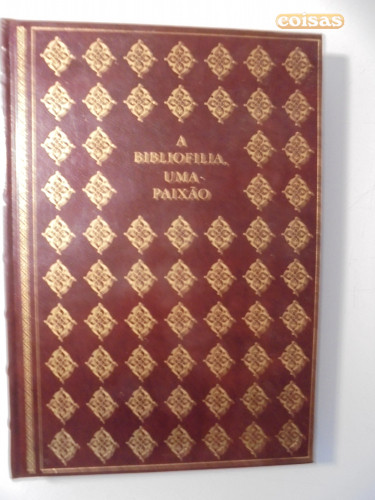 coisas
A
BIBLIOFILIA,
UMA
PAIXÃO